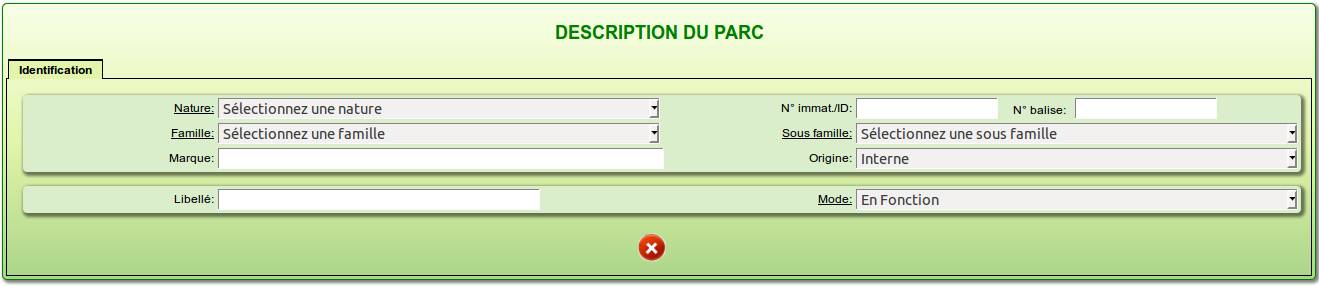 DESCRIPTION DU PARC
Identification
Nature: Sélectionnez une nature N° immat./ID: N° balise:
Famille: Sélectionnez une famille Sous famille: Sélectionnez une sous famille
Marque: Origine: Interne
Libellé: Mode: En Fonction